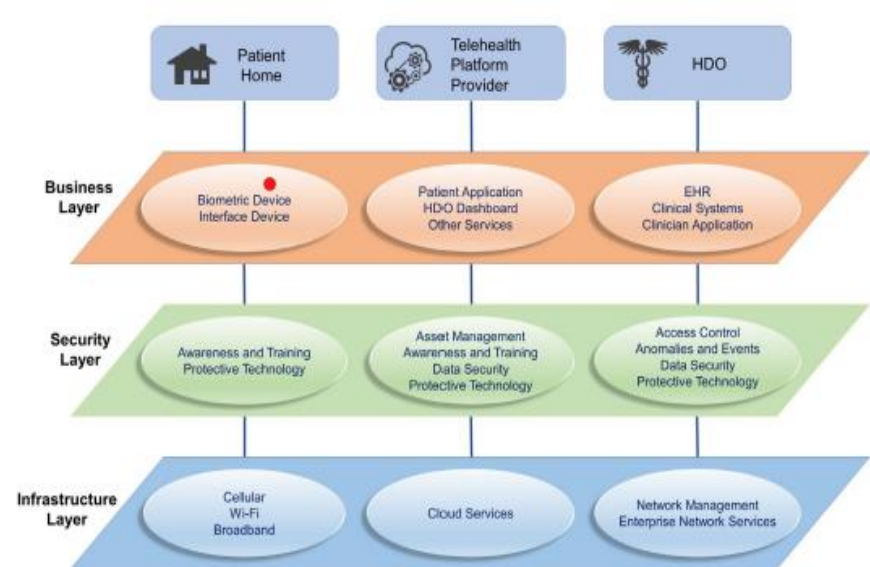 Patient
Home
Telehealth
Platform
Provider
HDO
Business
Layer
Biometric Device
Interface Device
Patient Application
HDO Dashboard
Other Services
EHR
Clinical Systems
Clinician Application
Security
Layer
Awareness and Training
Protective Technology
Asset Management
Awareness and Training
Data Security
Protective Technology
Access Control
Anomalies and Events
Data Security
Protective Technology
Infrastructure
Layer
Cellular
Wi-Fi
Broadband
Cloud Services
Network Management
Enterprise Network Services